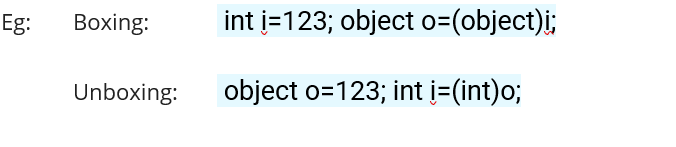 Eg: Boxing: int i=123; object o=(object)i;
Unboxing: object o=123; int i=(int)o;